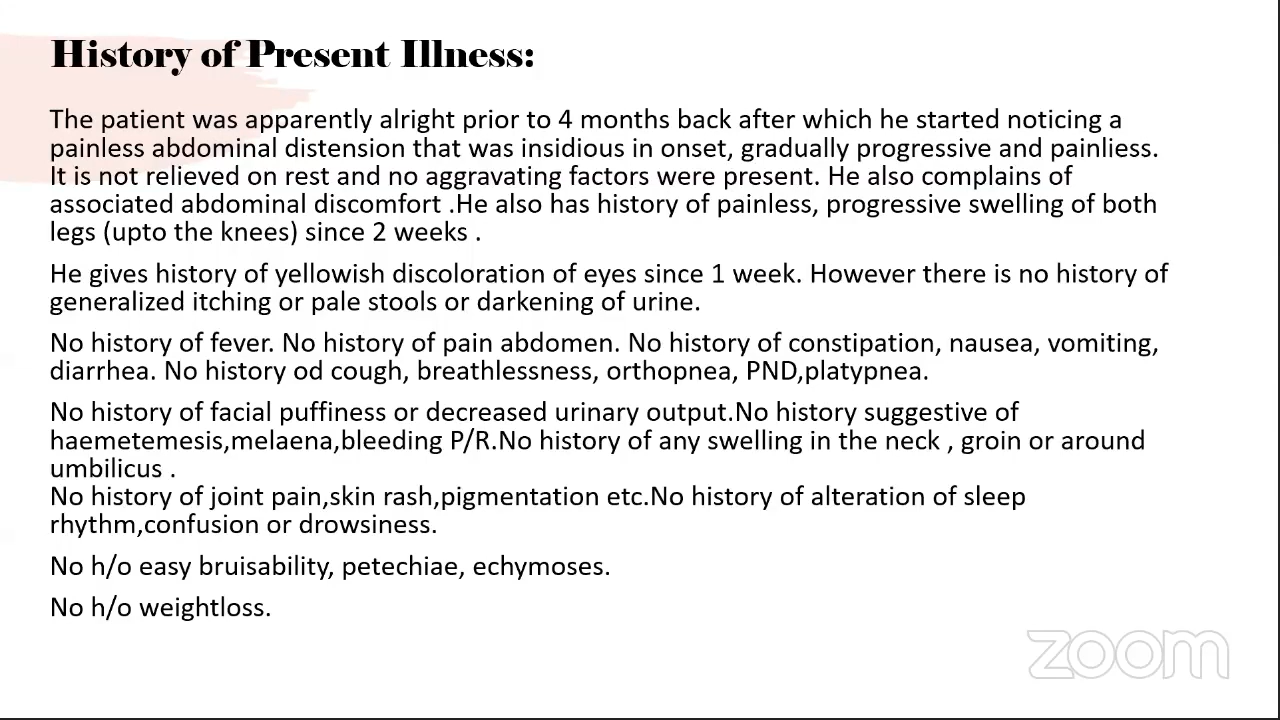 History of Present Illness:
The patient was apparently alright prior to 4 months back after which he started noticing a
painless abdominal distension that was insidious in onset, gradually progressive and painliess.
It is not relieved on rest and no aggravating factors were present. He also complains of
associated abdominal discomfort .He also has history of painless, progressive swelling of both
legs (upto the knees) since 2 weeks .
He gives history of yellowish discoloration of eyes since 1 week. However there is no history of
generalized itching or pale stools or darkening of urine.
No history of fever. No history of pain abdomen. No history of constipation, nausea, vomiting,
diarrhea. No history od cough, breathlessness, orthopnea, PND,platypnea.
No history of facial puffiness or decreased urinary output.No history suggestive of
haemetemesis,melaena,bleeding P/R.No history of any swelling in the neck , groin or around
umbilicus .
No history of joint pain,skin rash,pigmentation etc.No history of alteration of sleep
rhythm,confusion or drowsiness.
No h/o easy bruisability, petechiae, echymoses.
No h/o weightloss.
zoom